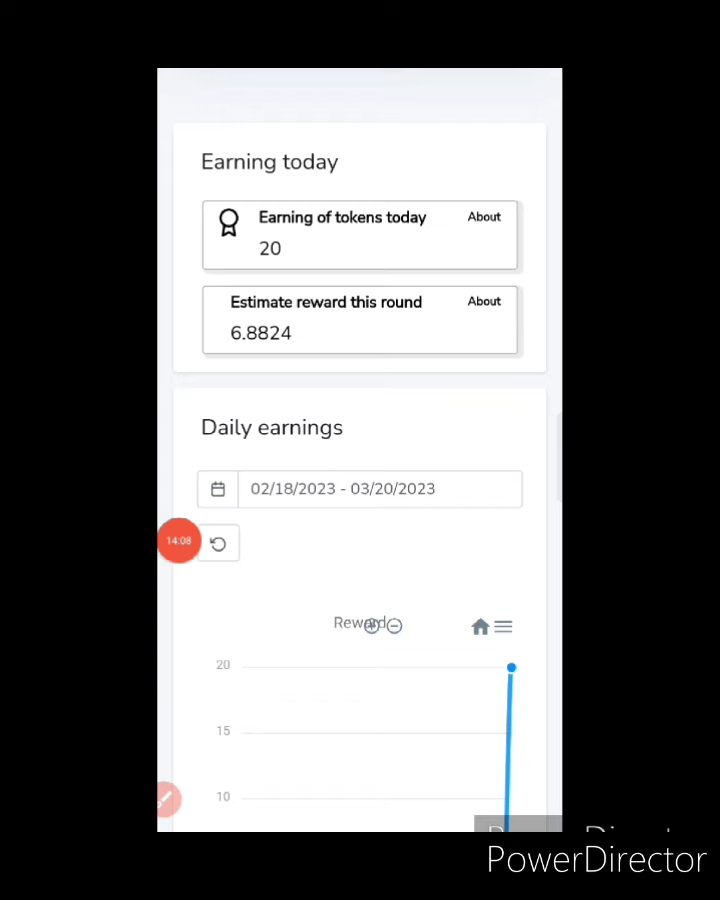 Earning today
Earning of tokens today
About
20
Estimate reward this round
About
6.8824
Daily earnings
02/18/2023 - 03/20/2023
14:08
Reward
20
15
10
PowerDirector